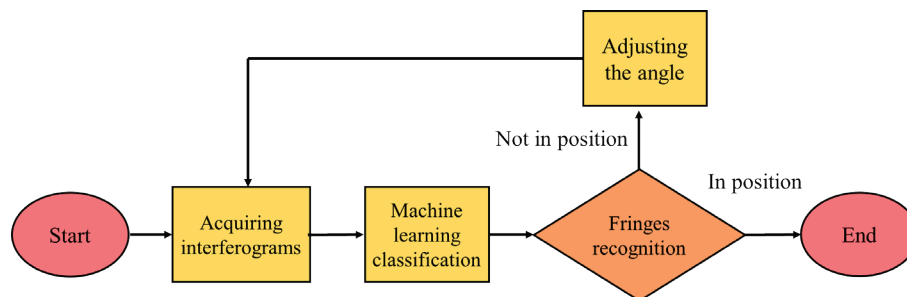 Adjusting
the angle
Not in position
In position
Start
Acquiring
interferograms
Machine
learning
classification
Fringes
recognition
End